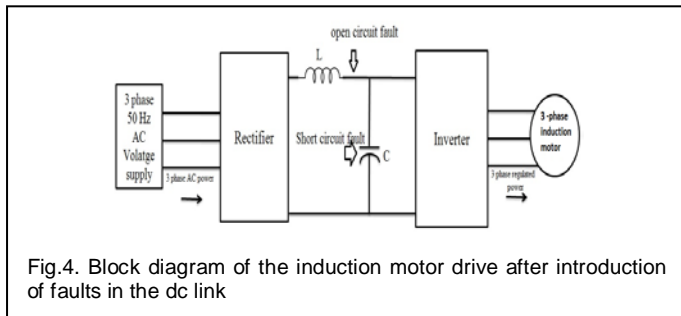 open circuit fault
L
3 phase
50 Hz
AC
Volatge
supply
3 phase AC power
Rectifier
Short circuit fault
C
Inverter
3 -phase
induction
motor
3 phase regulated
power
Fig.4. Block diagram of the induction motor drive after introduction
of faults in the dc link